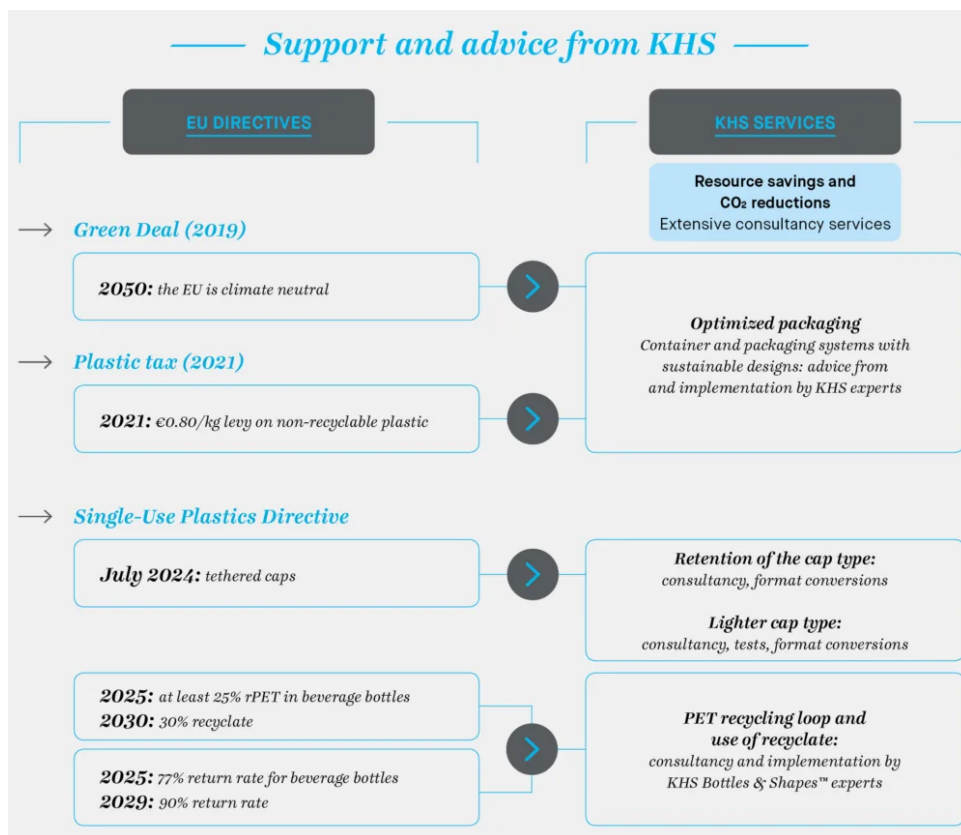 Support and advice from KHS
EU DIRECTIVES
KHS SERVICES
Resource savings and
CO₂ reductions
Extensive consultancy services
Green Deal (2019)
2050: the EU is climate neutral
Plastic tax (2021)
2021: €0.80/kg levy on non-recyclable plastic
Optimized packaging
Container and packaging systems with
sustainable designs: advice from
and implementation by KHS experts
Single-Use Plastics Directive
July 2024: tethered caps
Retention of the cap type:
consultancy, format conversions
Lighter cap type:
consultancy, tests, format conversions
2025: at least 25% rPET in beverage bottles
2030: 30% recyclate
2025: 77% return rate for beverage bottles
2029: 90% return rate
PET recycling loop and
use of recyclate:
consultancy and implementation by
KHS Bottles & Shapes™ experts